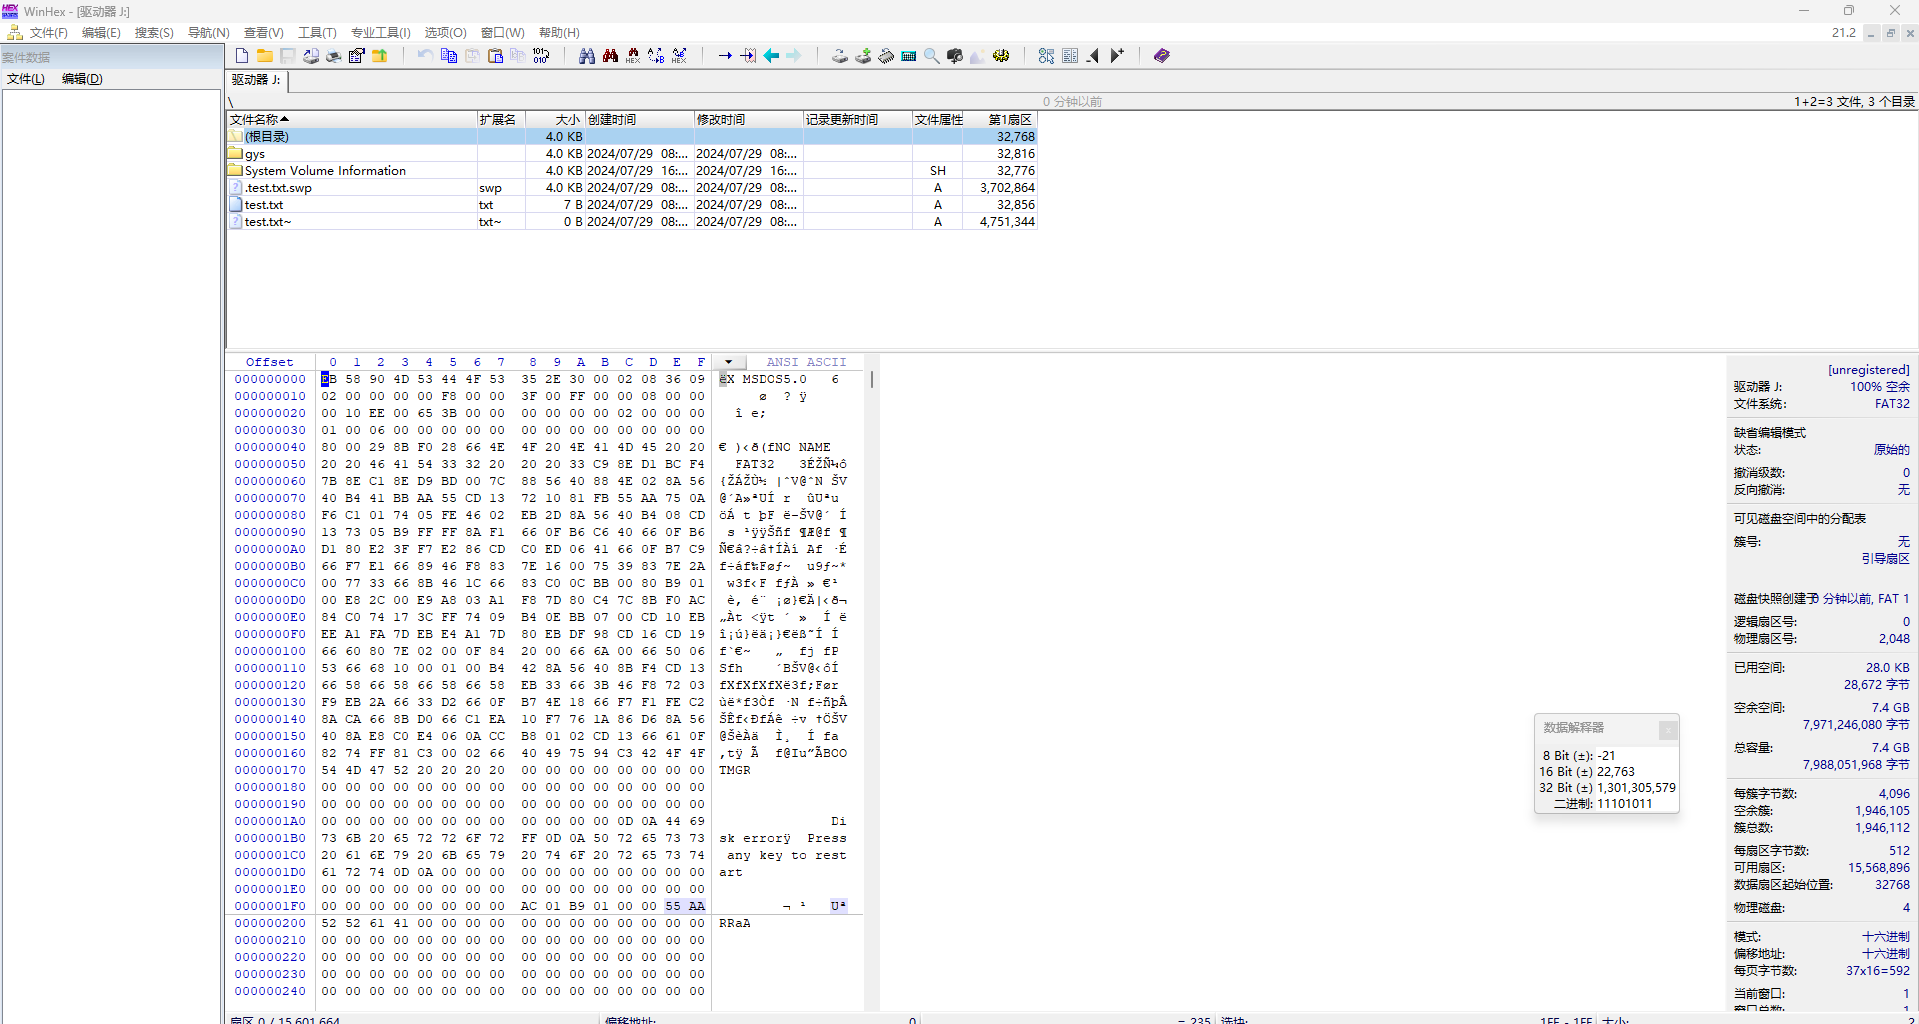 WinHex - [驱动器 J:]
文件(F) 编辑(E) 搜索(S) 导航(N) 查看(V) 工具(T) 专业工具(I) 选项(O) 窗口(W) 帮助(H) 21.2
案件数据
文件(L) 编辑(D)
驱动器 J:
\ 0 分钟以前 1+2=3 文件, 3 个目录
文件名称 扩展名 大小 创建时间 修改时间 记录更新时间 文件属性 第1扇区
(根目录) 4.0 KB 32,768
gys 4.0 KB 2024/07/29 08:... 2024/07/29 08:... 32,816
System Volume Information 4.0 KB 2024/07/29 16:... 2024/07/29 16:... SH 32,776
.test.txt.swp swp 4.0 KB 2024/07/29 08:... 2024/07/29 08:... A 3,702,864
test.txt txt 7 B 2024/07/29 08:... 2024/07/29 08:... A 32,856
test.txt~ txt~ 0 B 2024/07/29 08:... 2024/07/29 08:... A 4,751,344
Offset 0 1 2 3 4 5 6 7 8 9 A B C D E F ANSI ASCII
000000000 EB 58 90 4D 53 44 4F 53 35 2E 30 00 02 08 36 09 ëX MSDOS5.0 6
000000010 02 00 00 00 00 F8 00 00 3F 00 FF 00 00 08 00 00 ø ? ÿ
000000020 00 10 EE 00 65 3B 00 00 00 00 00 00 02 00 00 00 î e;
000000030 01 00 06 00 00 00 00 00 00 00 00 00 00 00 00 00
000000040 80 00 29 8B F0 28 66 4E 4F 20 4E 41 4D 45 20 20 € )‹ð(fNO NAME
000000050 20 20 46 41 54 33 32 20 20 20 33 C9 8E D1 BC F4 FAT32 3ÉŽÑ¼ô
000000060 7B 8E C1 8E D9 BD 00 7C 88 56 40 88 4E 02 8A 56 {ŽÁŽÙ½ |ˆV@ˆN ŠV
000000070 40 B4 41 BB AA 55 CD 13 72 10 81 FB 55 AA 75 0A @´A»ªUÍ r ûUªu
000000080 F6 C1 01 74 05 FE 46 02 EB 2D 8A 56 40 B4 08 CD öÁ t þF ë-ŠV@´ Í
000000090 13 73 05 B9 FF FF 8A F1 66 0F B6 C6 40 66 0F B6 s ¹ÿÿŠñf ¶Æ@f ¶
0000000A0 D1 80 E2 3F F7 E2 86 CD C0 ED 06 41 66 0F B7 C9 Ñ€â?÷â†ÍÀí Af ·É
0000000B0 66 F7 E1 66 89 46 F8 83 7E 16 00 75 39 83 7E 2A f÷áf‰Føƒ~ u9ƒ~*
0000000C0 00 77 33 66 8B 46 1C 66 83 C0 0C BB 00 80 B9 01 w3f‹F fƒÀ » €¹
0000000D0 00 E8 2C 00 E9 A8 03 A1 F8 7D 80 C4 7C 8B F0 AC è, é¨ ¡ø}€Ä|‹ð¬
0000000E0 84 C0 74 17 3C FF 74 09 B4 0E BB 07 00 CD 10 EB „Àt <ÿt ´ » Í ë
0000000F0 EE A1 FA 7D EB E4 A1 7D 80 EB DF 98 CD 16 CD 19 î¡ú}ëä¡}€ëß˜Í Í
000000100 66 60 80 7E 02 00 0F 84 20 00 66 6A 00 66 50 06 f`€~ „ fj fP
000000110 53 66 68 10 00 01 00 B4 42 8A 56 40 8B F4 CD 13 Sfh ´BŠV@‹ôÍ
000000120 66 58 66 58 66 58 66 58 EB 33 66 3B 46 F8 72 03 fXfXfXfXë3f;Før
000000130 F9 EB 2A 66 33 D2 66 0F B7 4E 18 66 F7 F1 FE C2 ùë*f3Òf ·N f÷ñþÂ
000000140 8A CA 66 8B D0 66 C1 EA 10 F7 76 1A 86 D6 8A 56 ŠÊf‹ÐfÁê ÷v †ÖŠV
000000150 40 8A E8 C0 E4 06 0A CC B8 01 02 CD 13 66 61 0F @ŠèÀä Ì¸ Í fa
000000160 82 74 FF 81 C3 00 02 66 40 49 75 94 C3 42 4F 4F ‚tÿ Ã f@Iu”ÃBOO
000000170 54 4D 47 52 20 20 20 20 00 00 00 00 00 00 00 00 TMGR
000000180 00 00 00 00 00 00 00 00 00 00 00 00 00 00 00 00
000000190 00 00 00 00 00 00 00 00 00 00 00 00 00 00 00 00
0000001A0 00 00 00 00 00 00 00 00 00 00 00 00 0D 0A 44 69 Di
0000001B0 73 6B 20 65 72 72 6F 72 FF 0D 0A 50 72 65 73 73 sk errorÿ Press
0000001C0 20 61 6E 79 20 6B 65 79 20 74 6F 20 72 65 73 74 any key to rest
0000001D0 61 72 74 0D 0A 00 00 00 00 00 00 00 00 00 00 00 art
0000001E0 00 00 00 00 00 00 00 00 00 00 00 00 00 00 00 00
0000001F0 00 00 00 00 00 00 00 00 AC 01 B9 01 00 00 55 AA ¬ ¹ Uª
000000200 52 52 61 41 00 00 00 00 00 00 00 00 00 00 00 00 RRaA
000000210 00 00 00 00 00 00 00 00 00 00 00 00 00 00 00 00
000000220 00 00 00 00 00 00 00 00 00 00 00 00 00 00 00 00
000000230 00 00 00 00 00 00 00 00 00 00 00 00 00 00 00 00
000000240 00 00 00 00 00 00 00 00 00 00 00 00 00 00 00 00
数据解释器
8 Bit (±): -21
16 Bit (±) 22,763
32 Bit (±) 1,301,305,579
二进制: 11101011
[unregistered]
驱动器 J: 100% 空余
文件系统: FAT32
缺省编辑模式
状态: 原始的
撤消级数: 0
反向撤消: 无
可见磁盘空间中的分配表
簇号: 无
引导扇区
磁盘快照创建于 0 分钟以前, FAT 1
逻辑扇区号: 0
物理扇区号: 2,048
已用空间: 28.0 KB
28,672 字节
空余空间: 7.4 GB
7,971,246,080 字节
总容量: 7.4 GB
7,988,051,968 字节
每簇字节数: 4,096
空余簇: 1,946,105
簇总数: 1,946,112
每扇区字节数: 512
可用扇区: 15,568,896
数据扇区起始位置: 32768
物理磁盘: 4
模式: 十六进制
偏移地址: 十六进制
每页字节数: 37x16=592
当前窗口: 1
窗口总数: 1
扇区 0 / 15,601,664 偏移地址: 0 = 235 选块: 1FE - 1FF 大小: 2